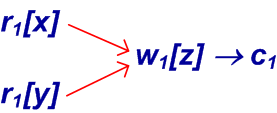 r₁[x]
w₁[z] → c₁
r₁[y]